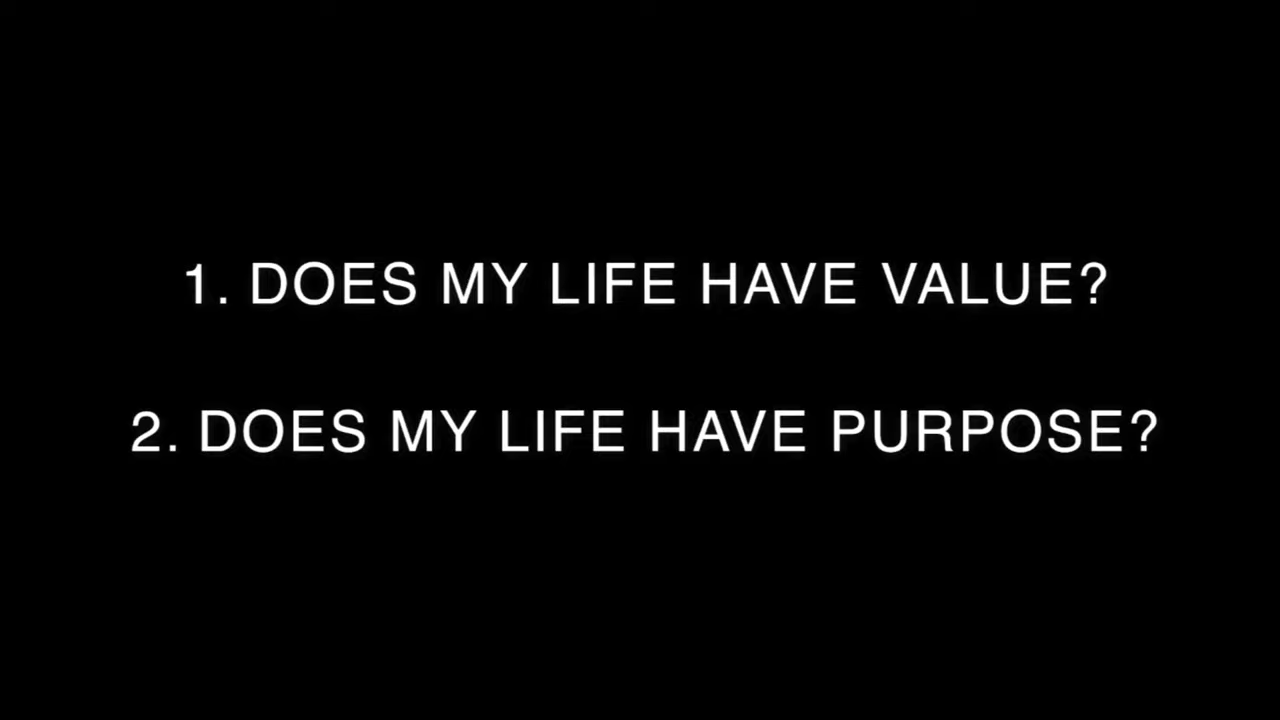 1. DOES MY LIFE HAVE VALUE?
2. DOES MY LIFE HAVE PURPOSE?